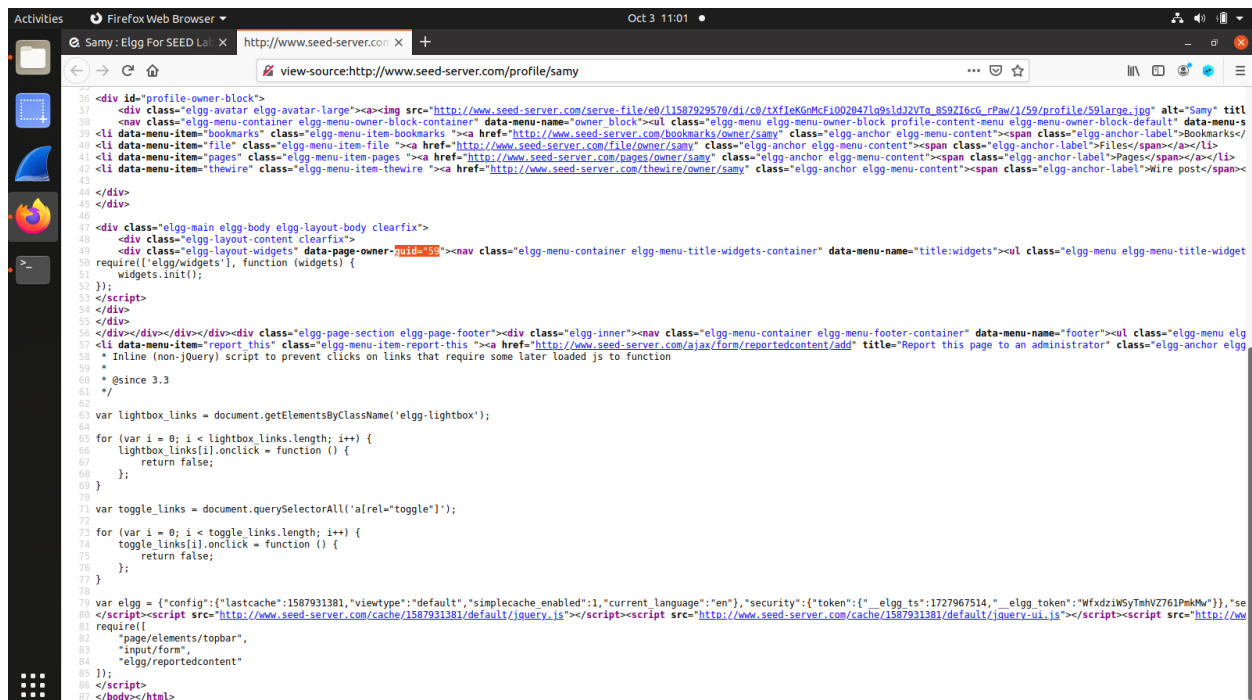 Activities
Firefox Web Browser
Oct 3 11:01
Samy : Elgg For SEED Lab
http://www.seed-server.com
view-source:http://www.seed-server.com/profile/samy
36 <div id="profile-owner-block">
37 <div class="elgg-avatar elgg-avatar-large"><a><img src="http://www.seed-server.com/serve-file/e0/l1587929570/di/c0/tXfIeKGnMcFiOQ2047lq9sldJ2VTq_8S9ZI6cG_rPaw/1/59/profile/59large.jpg" alt="Samy" titl
38 <nav class="elgg-menu-container elgg-menu-owner-block-container" data-menu-name="owner_block"><ul class="elgg-menu elgg-menu-owner-block profile-content-menu elgg-menu-owner-block-default" data-menu-s
39 <li data-menu-item="bookmarks" class="elgg-menu-item-bookmarks "><a href="http://www.seed-server.com/bookmarks/owner/samy" class="elgg-anchor elgg-menu-content"><span class="elgg-anchor-label">Bookmarks</
40 <li data-menu-item="file" class="elgg-menu-item-file "><a href="http://www.seed-server.com/file/owner/samy" class="elgg-anchor elgg-menu-content"><span class="elgg-anchor-label">Files</span></a></li>
41 <li data-menu-item="pages" class="elgg-menu-item-pages "><a href="http://www.seed-server.com/pages/owner/samy" class="elgg-anchor elgg-menu-content"><span class="elgg-anchor-label">Pages</span></a></li>
42 <li data-menu-item="thewire" class="elgg-menu-item-thewire "><a href="http://www.seed-server.com/thewire/owner/samy" class="elgg-anchor elgg-menu-content"><span class="elgg-anchor-label">Wire post</span><
43
44 </div>
45 </div>
46
47 <div class="elgg-main elgg-body elgg-layout-body clearfix">
48 <div class="elgg-layout-content clearfix">
49 <div class="elgg-layout-widgets" data-page-owner-guid="59"><nav class="elgg-menu-container elgg-menu-title-widgets-container" data-menu-name="title:widgets"><ul class="elgg-menu elgg-menu-title-widget
50 require(['elgg/widgets'], function (widgets) {
51 widgets.init();
52 });
53 </script>
54 </div>
55 </div>
56 </div></div></div></div><div class="elgg-page-section elgg-page-footer"><div class="elgg-inner"><nav class="elgg-menu-container elgg-menu-footer-container" data-menu-name="footer"><ul class="elgg-menu elg
57 <li data-menu-item="report_this" class="elgg-menu-item-report-this "><a href="http://www.seed-server.com/ajax/form/reportedcontent/add" title="Report this page to an administrator" class="elgg-anchor elgg
58 * Inline (non-jQuery) script to prevent clicks on links that require some later loaded js to function
59 *
60 * @since 3.3
61 */
62
63 var lightbox_links = document.getElementsByClassName('elgg-lightbox');
64
65 for (var i = 0; i < lightbox_links.length; i++) {
66 lightbox_links[i].onclick = function () {
67 return false;
68 };
69 }
70
71 var toggle_links = document.querySelectorAll('a[rel="toggle"]');
72
73 for (var i = 0; i < toggle_links.length; i++) {
74 toggle_links[i].onclick = function () {
75 return false;
76 };
77 }
78
79 var elgg = {"config":{"lastcache":1587931381,"viewtype":"default","simplecache_enabled":1,"current_language":"en"},"security":{"token":{"__elgg_ts":1727967514,"__elgg_token":"WfxdziWSyTmhVZ761PmkMw"}},"se
80 </script><script src="http://www.seed-server.com/cache/1587931381/default/jquery.js"></script><script src="http://www.seed-server.com/cache/1587931381/default/jquery-ui.js"></script><script src="http://ww
81 require([
82 "page/elements/topbar",
83 "input/form",
84 "elgg/reportedcontent"
85 ]);
86 </script>
87 </body></html>